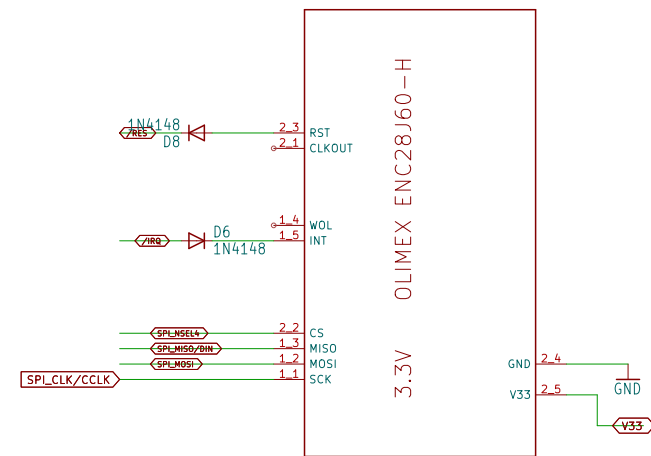 1N4148
/RES
D8
2_3 RST
2_1 CLKOUT
OLIMEX ENC28J60-H
1_4 WOL
D6
/IRQ
1_5 INT
1N4148
SPI_NSEL4
2_2 CS
SPI_MISO/DIN
1_3 MISO
SPI_MOSI
1_2 MOSI
SPI_CLK/CCLK
1_1 SCK
3.3V
GND 2_4
GND
V33 2_5
V33